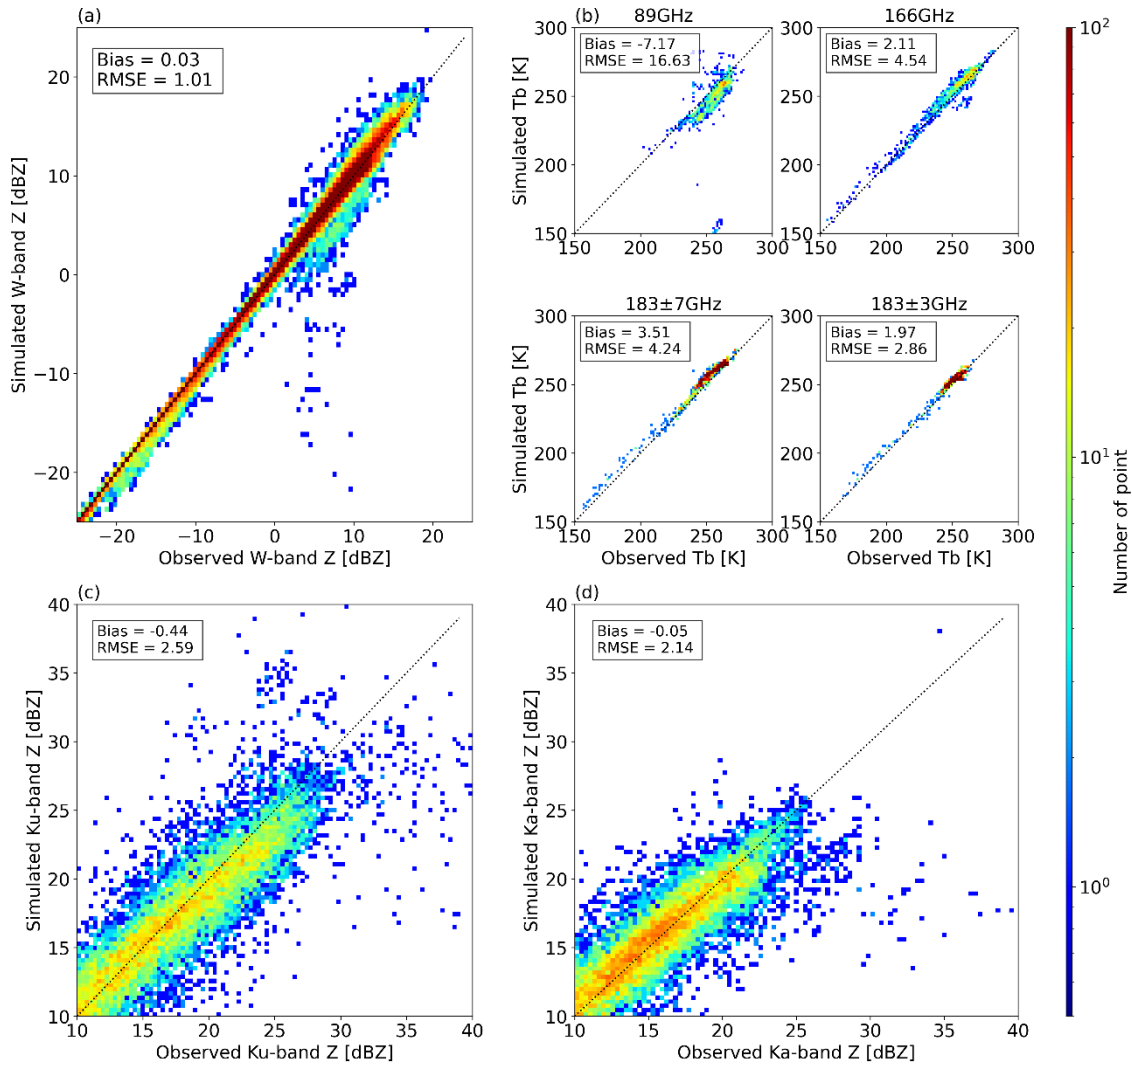 (a)
Bias = 0.03
RMSE = 1.01
20
10
0
−10
−20
Simulated W-band Z [dBZ]
−20
−10
0
10
20
Observed W-band Z [dBZ]
(b)
89GHz
Bias = -7.17
RMSE = 16.63
300
250
200
150
Simulated Tb [K]
150
200
250
300
166GHz
Bias = 2.11
RMSE = 4.54
300
250
200
150
150
200
250
300
183±7GHz
Bias = 3.51
RMSE = 4.24
300
250
200
150
Simulated Tb [K]
150
200
250
300
Observed Tb [K]
183±3GHz
Bias = 1.97
RMSE = 2.86
300
250
200
150
150
200
250
300
Observed Tb [K]
10²
10¹
10⁰
Number of point
(c)
Bias = -0.44
RMSE = 2.59
40
35
30
25
20
15
10
Simulated Ku-band Z [dBZ]
10
15
20
25
30
35
40
Observed Ku-band Z [dBZ]
(d)
Bias = -0.05
RMSE = 2.14
40
35
30
25
20
15
10
Simulated Ka-band Z [dBZ]
10
15
20
25
30
35
40
Observed Ka-band Z [dBZ]